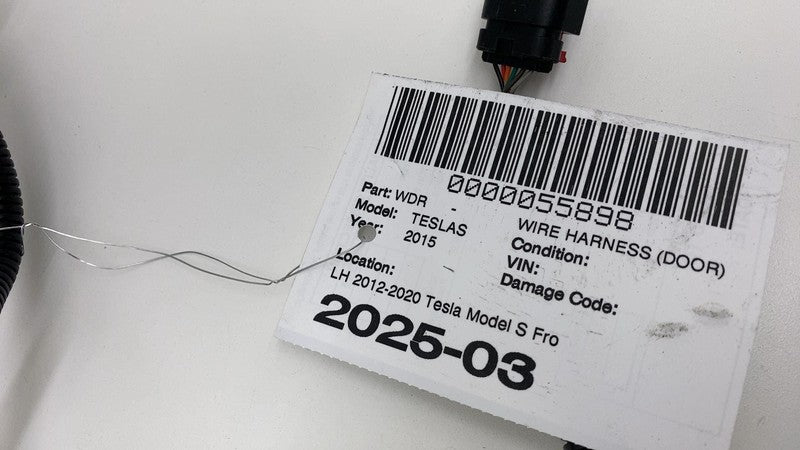 0000055898
Part: WDR - WIRE HARNESS (DOOR)
Model: TESLAS Condition:
Year: 2015 VIN:
Damage Code:
Location:
LH 2012-2020 Tesla Model S Fro
2025-03